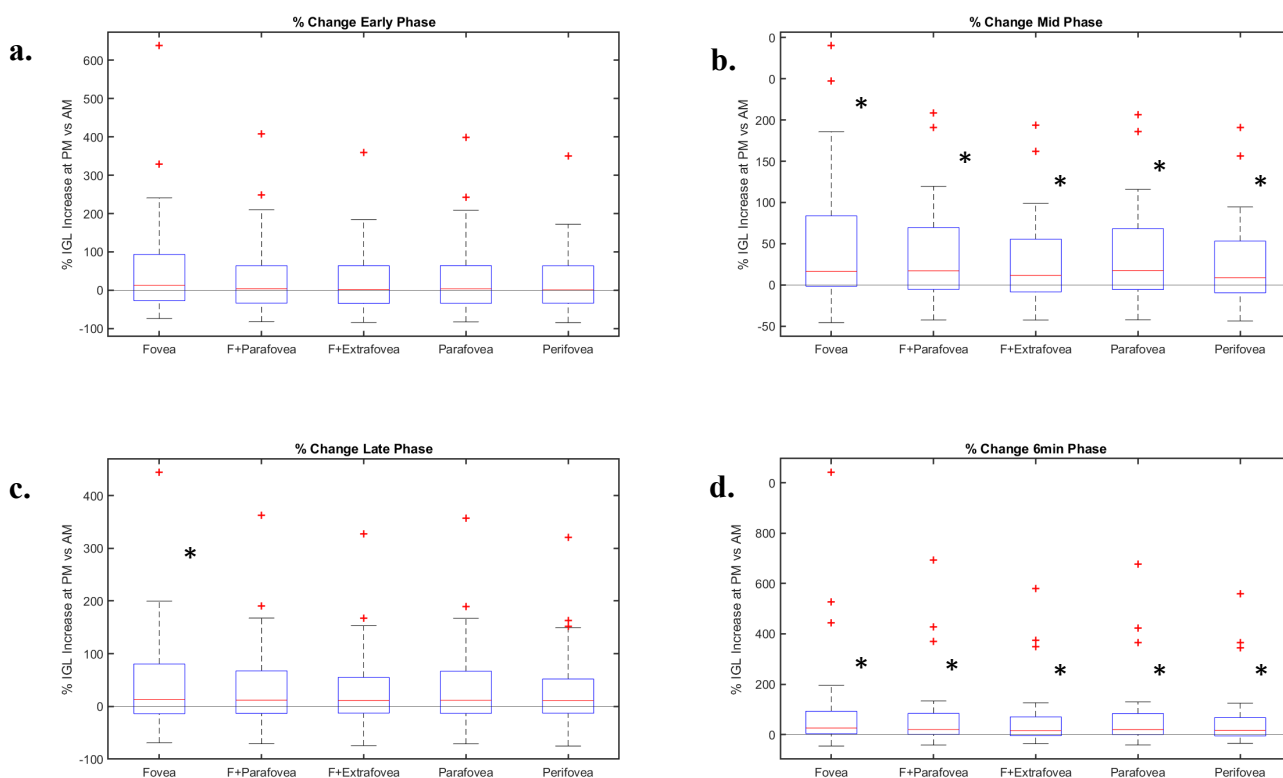 a.
% Change Early Phase
% IGL Increase at PM vs AM
600
500
400
300
200
100
0
-100
Fovea F+Parafovea F+Extrafovea Parafovea Perifovea
b.
% Change Mid Phase
% IGL Increase at PM vs AM
0
0
200
150
100
50
0
-50
* * * * *
Fovea F+Parafovea F+Extrafovea Parafovea Perifovea
c.
% Change Late Phase
% IGL Increase at PM vs AM
400
300
200
100
0
-100
*
Fovea F+Parafovea F+Extrafovea Parafovea Perifovea
d.
% Change 6min Phase
% IGL Increase at PM vs AM
0
800
600
400
200
0
* * * * *
Fovea F+Parafovea F+Extrafovea Parafovea Perifovea